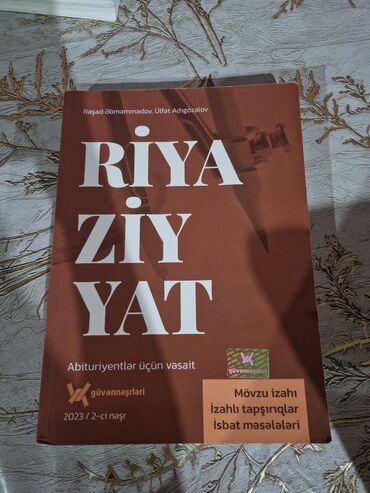 Rəşad Əliməmmədov, Ülfət Adıgözəlov
RİYA
ZİY
YAT
Abituriyentlər üçün vəsait
güvənnəşrləri
2023 / 2-ci nəşr
güvənnəşrləri
Mövzu izahı
İzahlı tapşırıqlar
İsbat məsələləri